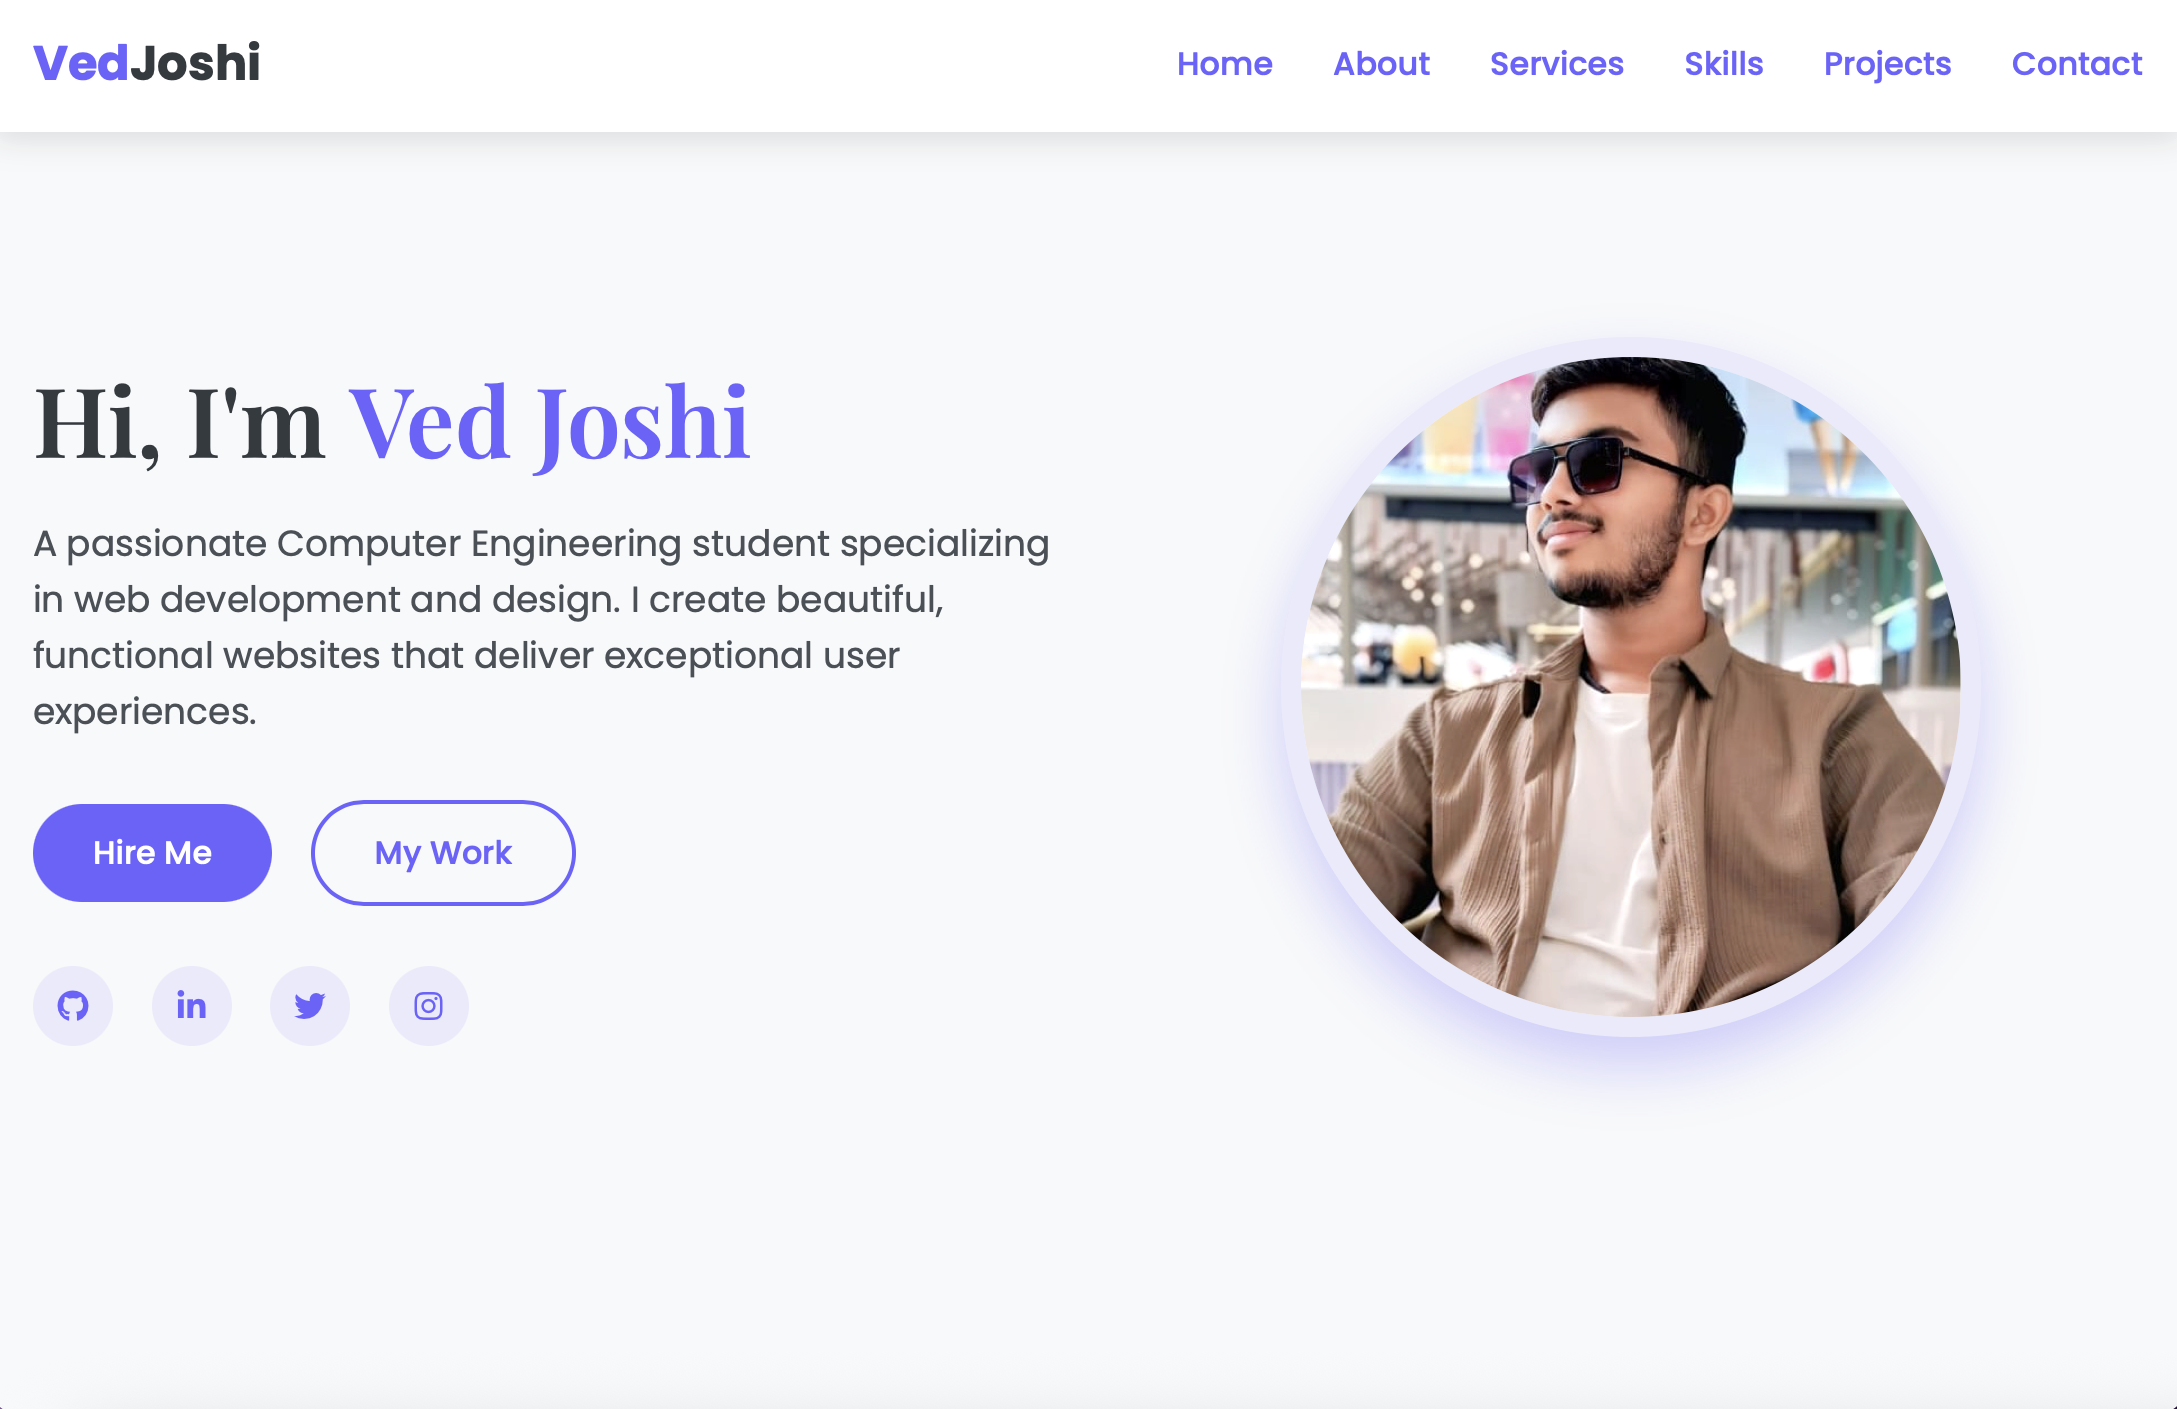 VedJoshi
Home About Services Skills Projects Contact
Hi, I'm Ved Joshi
A passionate Computer Engineering student specializing
in web development and design. I create beautiful,
functional websites that deliver exceptional user
experiences.
Hire Me
My Work
in